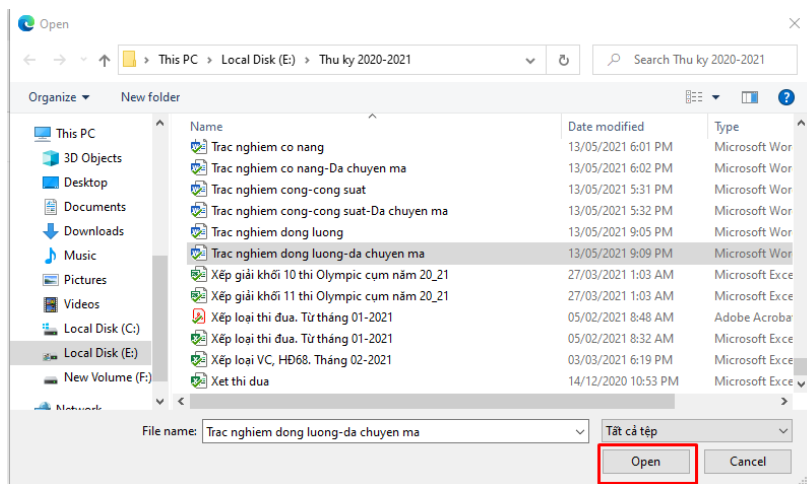 Open
This PC > Local Disk (E:) > Thu ky 2020-2021
Search Thu ky 2020-2021
Organize
New folder
This PC
3D Objects
Desktop
Documents
Downloads
Music
Pictures
Videos
Local Disk (C:)
Local Disk (E:)
New Volume (F:)
Network
Name Date modified Type
Trac nghiem co nang 13/05/2021 6:01 PM Microsoft Wor
Trac nghiem co nang-Da chuyen ma 13/05/2021 6:02 PM Microsoft Wor
Trac nghiem cong-cong suat 13/05/2021 5:31 PM Microsoft Wor
Trac nghiem cong-cong suat-Da chuyen ma 13/05/2021 5:32 PM Microsoft Wor
Trac nghiem dong luong 13/05/2021 9:05 PM Microsoft Wor
Trac nghiem dong luong-da chuyen ma 13/05/2021 9:09 PM Microsoft Wor
Xếp giải khối 10 thi Olympic cụm năm 20_21 27/03/2021 1:03 AM Microsoft Exce
Xếp giải khối 11 thi Olympic cụm năm 20_21 27/03/2021 1:03 AM Microsoft Exce
Xếp loại thi đua. Từ tháng 01-2021 05/02/2021 8:48 AM Adobe Acroba
Xếp loại thi đua. Từ tháng 01-2021 05/02/2021 8:32 AM Microsoft Exce
Xếp loại VC, HĐ68. Tháng 02-2021 03/03/2021 6:19 PM Microsoft Exce
Xet thi dua 14/12/2020 10:53 PM Microsoft Exce
File name: Trac nghiem dong luong-da chuyen ma
Tất cả tệp
Open
Cancel